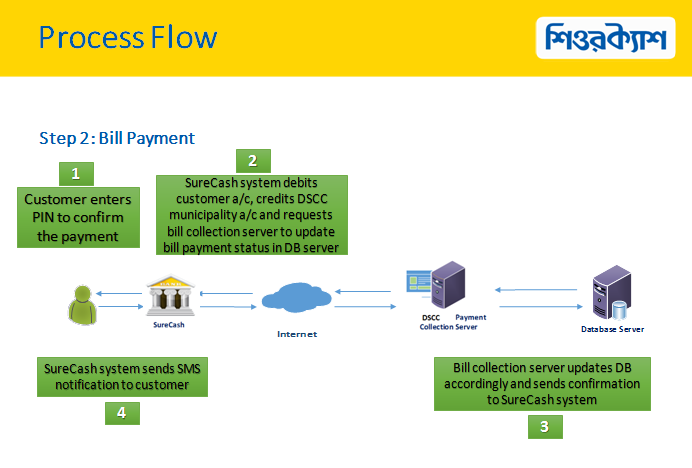 Process Flow
শিওরক্যাশ
Step 2: Bill Payment
1
Customer enters
PIN to confirm
the payment
2
SureCash system debits
customer a/c, credits DSCC
municipality a/c and requests
bill collection server to update
bill payment status in DB server
SureCash
Internet
DSCC Payment
Collection Server
Database Server
SureCash system sends SMS
notification to customer
4
Bill collection server updates DB
accordingly and sends confirmation
to SureCash system
3